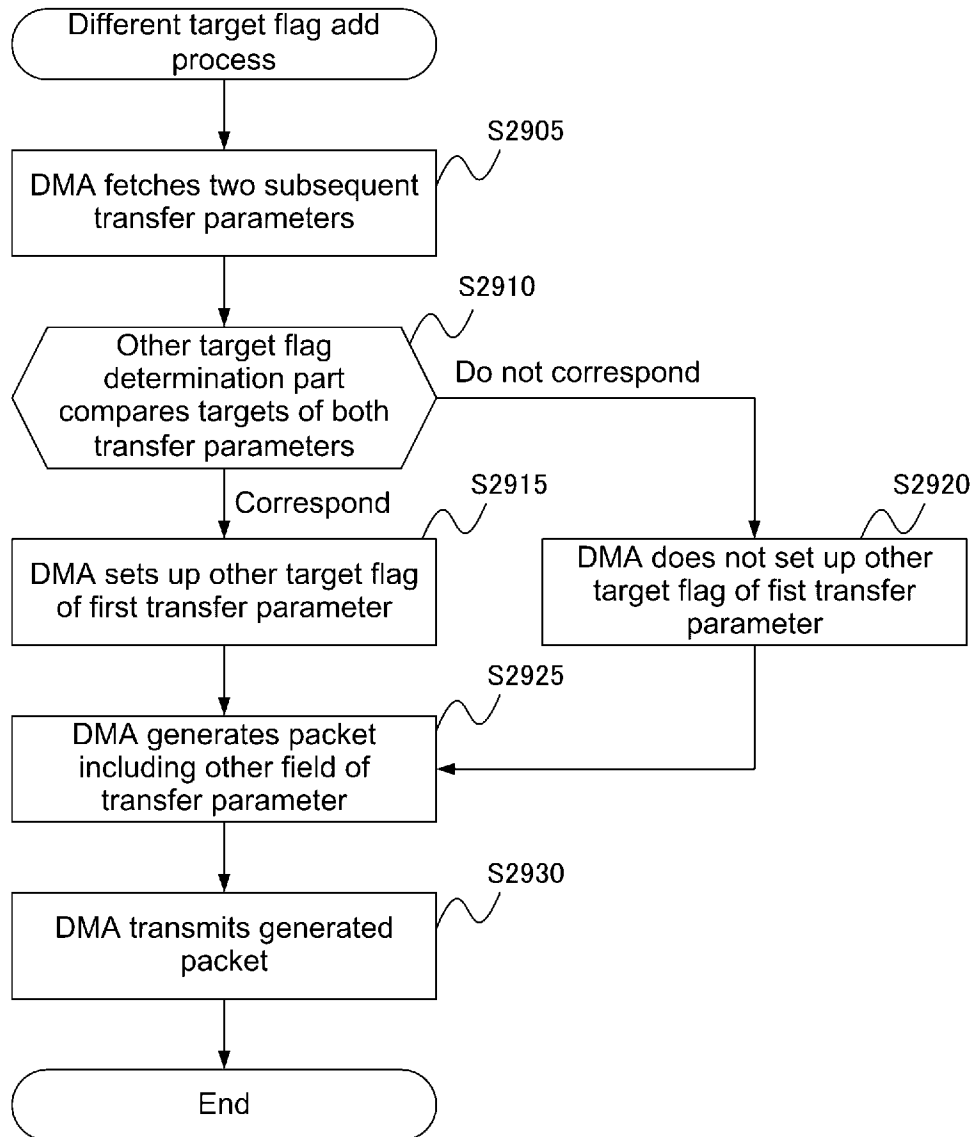 Different target flag add
process
S2905
DMA fetches two subsequent
transfer parameters
S2910
Other target flag
determination part
compares targets of both
transfer parameters
Do not correspond
Correspond
S2915
DMA sets up other target flag
of first transfer parameter
S2920
DMA does not set up other
target flag of fist transfer
parameter
S2925
DMA generates packet
including other field of
transfer parameter
S2930
DMA transmits generated
packet
End